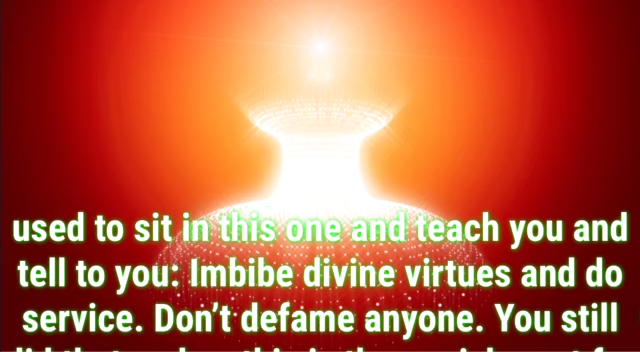 used to sit in this one and teach you and
tell to you: Imbibe divine virtues and do
service. Don't defame anyone. You still